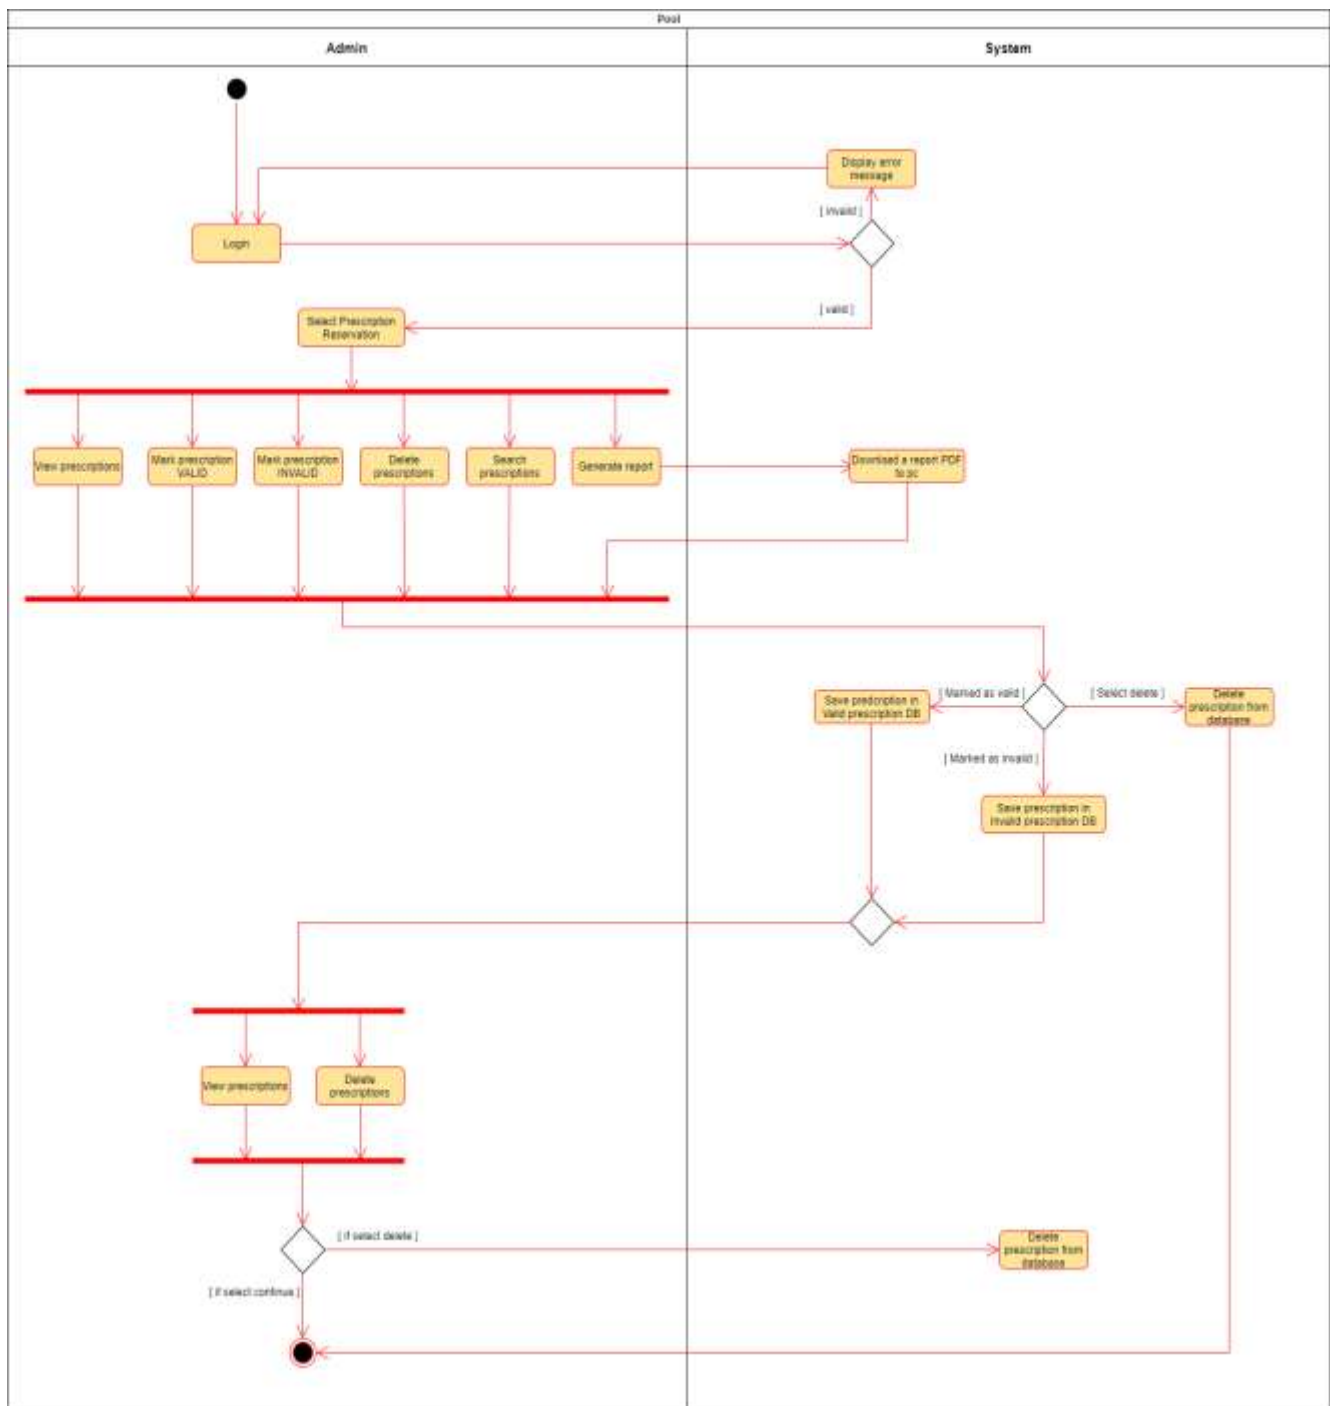 Pool
Admin
System
Display error
message
[ invalid ]
Login
[ valid ]
Select Prescription
Reservation
View prescriptions
Mark prescription
VALID
Mark prescription
INVALID
Delete
prescriptions
Search
prescriptions
Generate report
Download a report PDF
to pc
Save predcription in
Valid prescription DB
[ Marked as valid ]
[ Select delete ]
Delete
prescription from
database
[ Marked as invalid ]
Save prescription in
Invalid prescription DB
View prescriptions
Delete
prescriptions
[ if select delete ]
Delete
prescription from
database
[ if select continue ]